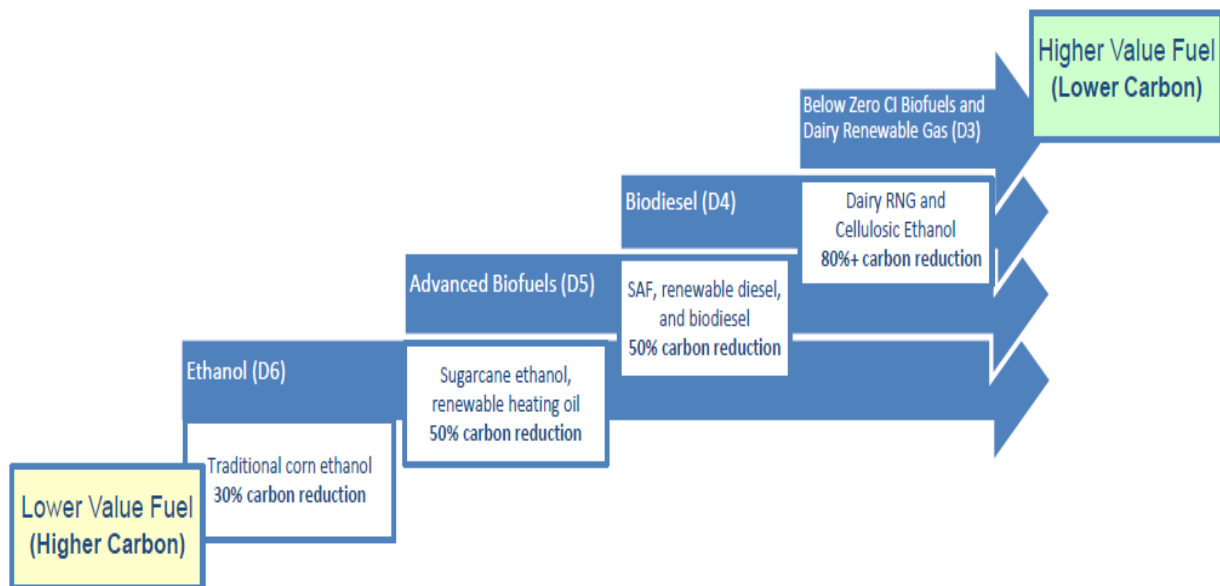 Higher Value Fuel
(Lower Carbon)
Below Zero CI Biofuels and
Dairy Renewable Gas (D3)
Dairy RNG and
Cellulosic Ethanol
80%+ carbon reduction
Biodiesel (D4)
SAF, renewable diesel,
and biodiesel
50% carbon reduction
Advanced Biofuels (D5)
Sugarcane ethanol,
renewable heating oil
50% carbon reduction
Ethanol (D6)
Traditional corn ethanol
30% carbon reduction
Lower Value Fuel
(Higher Carbon)